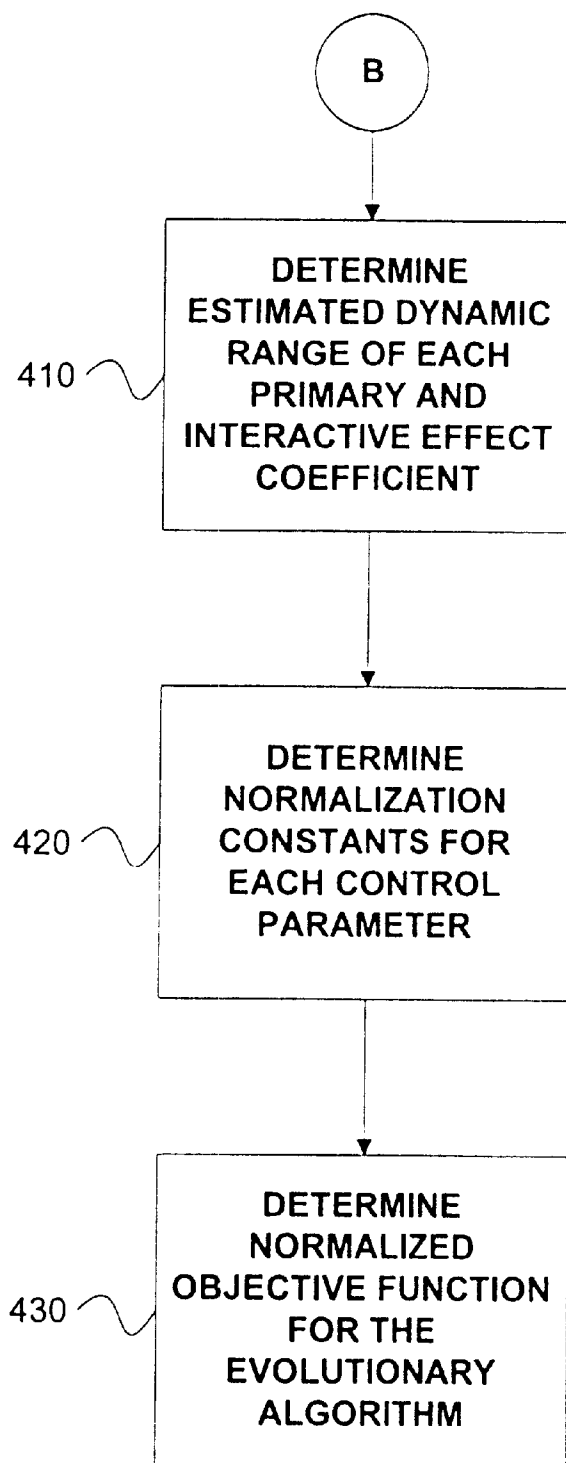 B
DETERMINE
ESTIMATED DYNAMIC
RANGE OF EACH
PRIMARY AND
INTERACTIVE EFFECT
COEFFICIENT
410
DETERMINE
NORMALIZATION
CONSTANTS FOR
EACH CONTROL
PARAMETER
420
DETERMINE
NORMALIZED
OBJECTIVE FUNCTION
FOR THE
EVOLUTIONARY
ALGORITHM
430